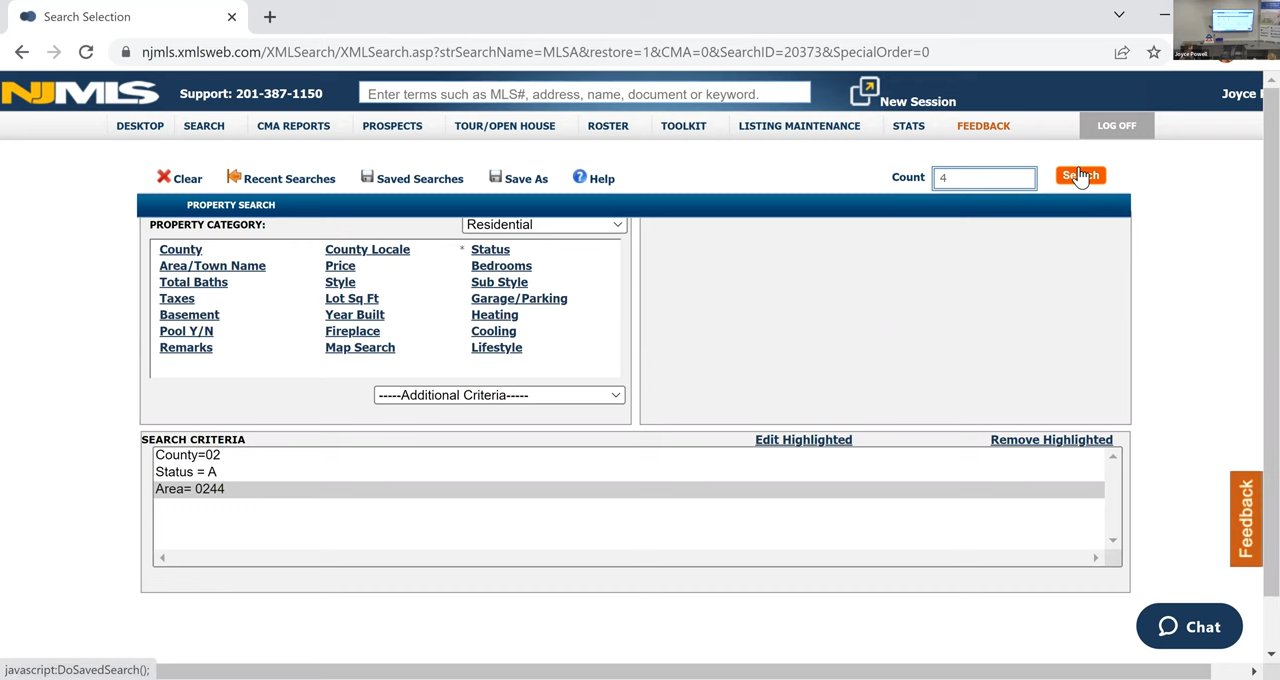 Search Selection
njmls.xmlsweb.com/XMLSearch/XMLSearch.asp?strSearchName=MLSA&restore=1&CMA=0&SearchID=20373&SpecialOrder=0
Joyce Powell
NJMLS
Support: 201-387-1150
Enter terms such as MLS#, address, name, document or keyword.
New Session
Joyce
DESKTOP SEARCH CMA REPORTS PROSPECTS TOUR/OPEN HOUSE ROSTER TOOLKIT LISTING MAINTENANCE STATS FEEDBACK LOG OFF
Clear Recent Searches Saved Searches Save As Help Count 4 Search
PROPERTY SEARCH
PROPERTY CATEGORY: Residential
County County Locale * Status
Area/Town Name Price Bedrooms
Total Baths Style Sub Style
Taxes Lot Sq Ft Garage/Parking
Basement Year Built Heating
Pool Y/N Fireplace Cooling
Remarks Map Search Lifestyle
-----Additional Criteria-----
SEARCH CRITERIA Edit Highlighted Remove Highlighted
County=02
Status = A
Area= 0244
Feedback
Chat
javascript:DoSavedSearch();